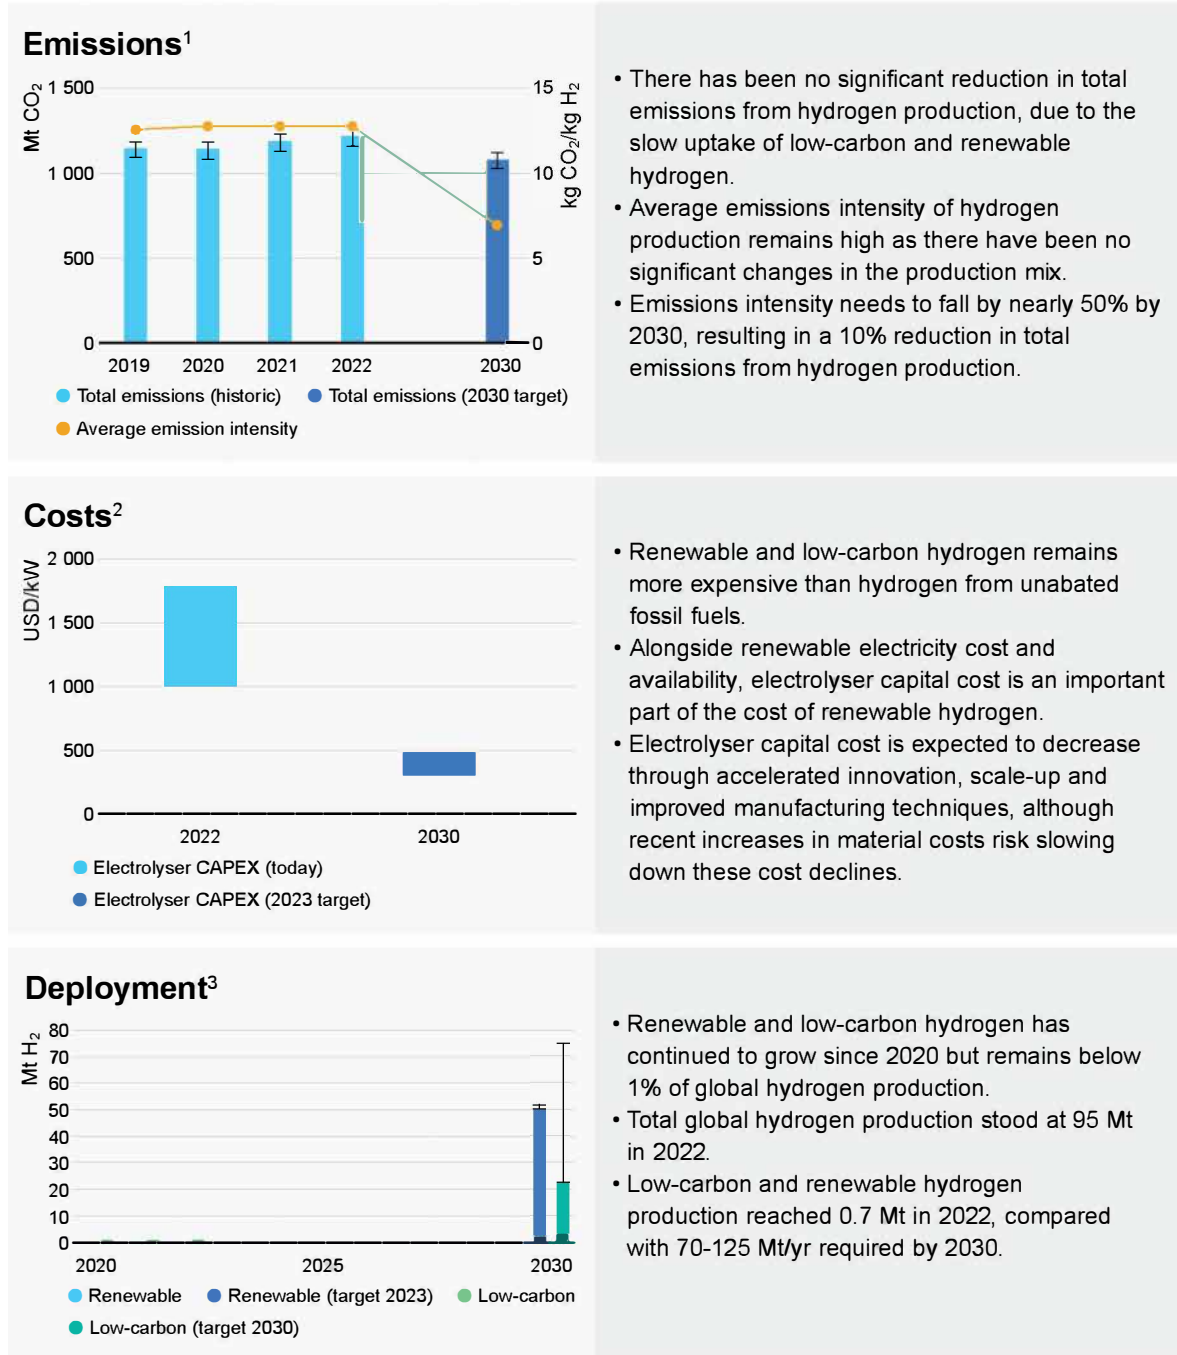 Emissions1
Mt CO2
1 500
1 000
500
0
15
10
5
0
kg CO2/kg H2
2019 2020 2021 2022 2030
Total emissions (historic) Total emissions (2030 target)
Average emission intensity
• There has been no significant reduction in total
emissions from hydrogen production, due to the
slow uptake of low-carbon and renewable
hydrogen.
• Average emissions intensity of hydrogen
production remains high as there have been no
significant changes in the production mix.
• Emissions intensity needs to fall by nearly 50% by
2030, resulting in a 10% reduction in total
emissions from hydrogen production.
Costs2
USD/kW
2 000
1 500
1 000
500
0
2022 2030
Electrolyser CAPEX (today)
Electrolyser CAPEX (2023 target)
• Renewable and low-carbon hydrogen remains
more expensive than hydrogen from unabated
fossil fuels.
• Alongside renewable electricity cost and
availability, electrolyser capital cost is an important
part of the cost of renewable hydrogen.
• Electrolyser capital cost is expected to decrease
through accelerated innovation, scale-up and
improved manufacturing techniques, although
recent increases in material costs risk slowing
down these cost declines.
Deployment3
Mt H2
80
70
60
50
40
30
20
10
0
2020 2025 2030
Renewable Renewable (target 2023) Low-carbon
Low-carbon (target 2030)
• Renewable and low-carbon hydrogen has
continued to grow since 2020 but remains below
1% of global hydrogen production.
• Total global hydrogen production stood at 95 Mt
in 2022.
• Low-carbon and renewable hydrogen
production reached 0.7 Mt in 2022, compared
with 70-125 Mt/yr required by 2030.